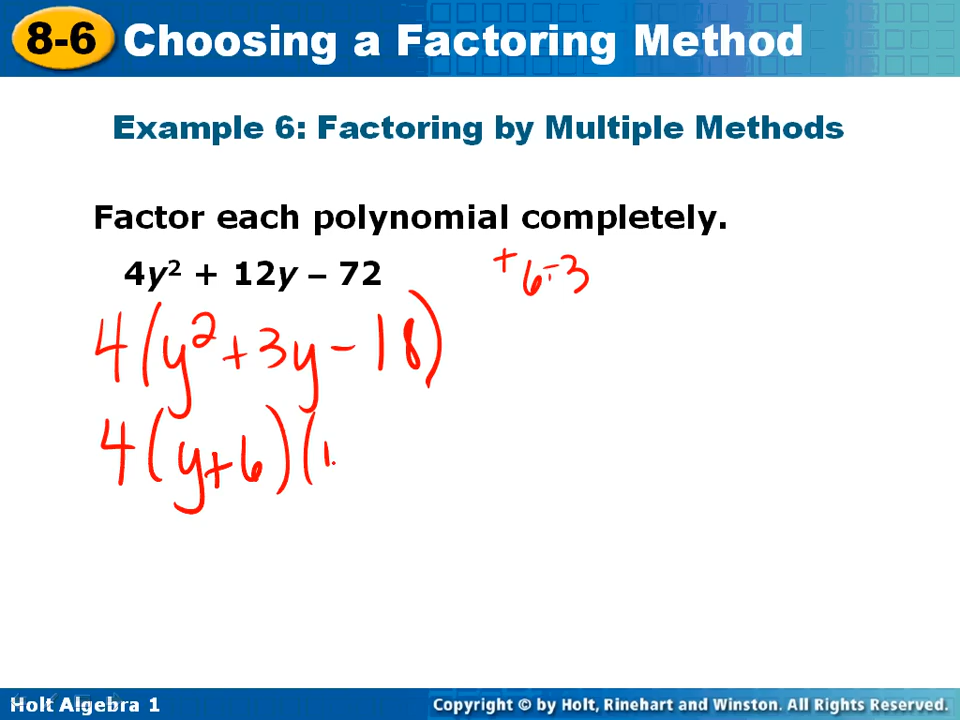 8-6 Choosing a Factoring Method
Example 6: Factoring by Multiple Methods
Factor each polynomial completely.
4y² + 12y – 72
+6 -3
4(y²+3y-18)
4(y+6)(
Holt Algebra 1
Copyright © by Holt, Rinehart and Winston. All Rights Reserved.